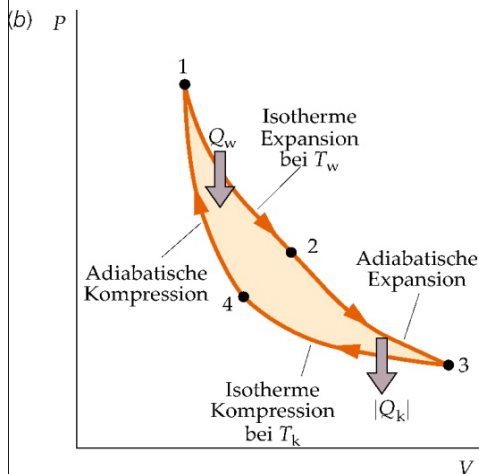 (b)
P
1
Q_w
Isotherme
Expansion
bei T_w
2
Adiabatische
Expansion
Adiabatische
Kompression
4
3
Isotherme
Kompression
bei T_k
|Q_k|
V